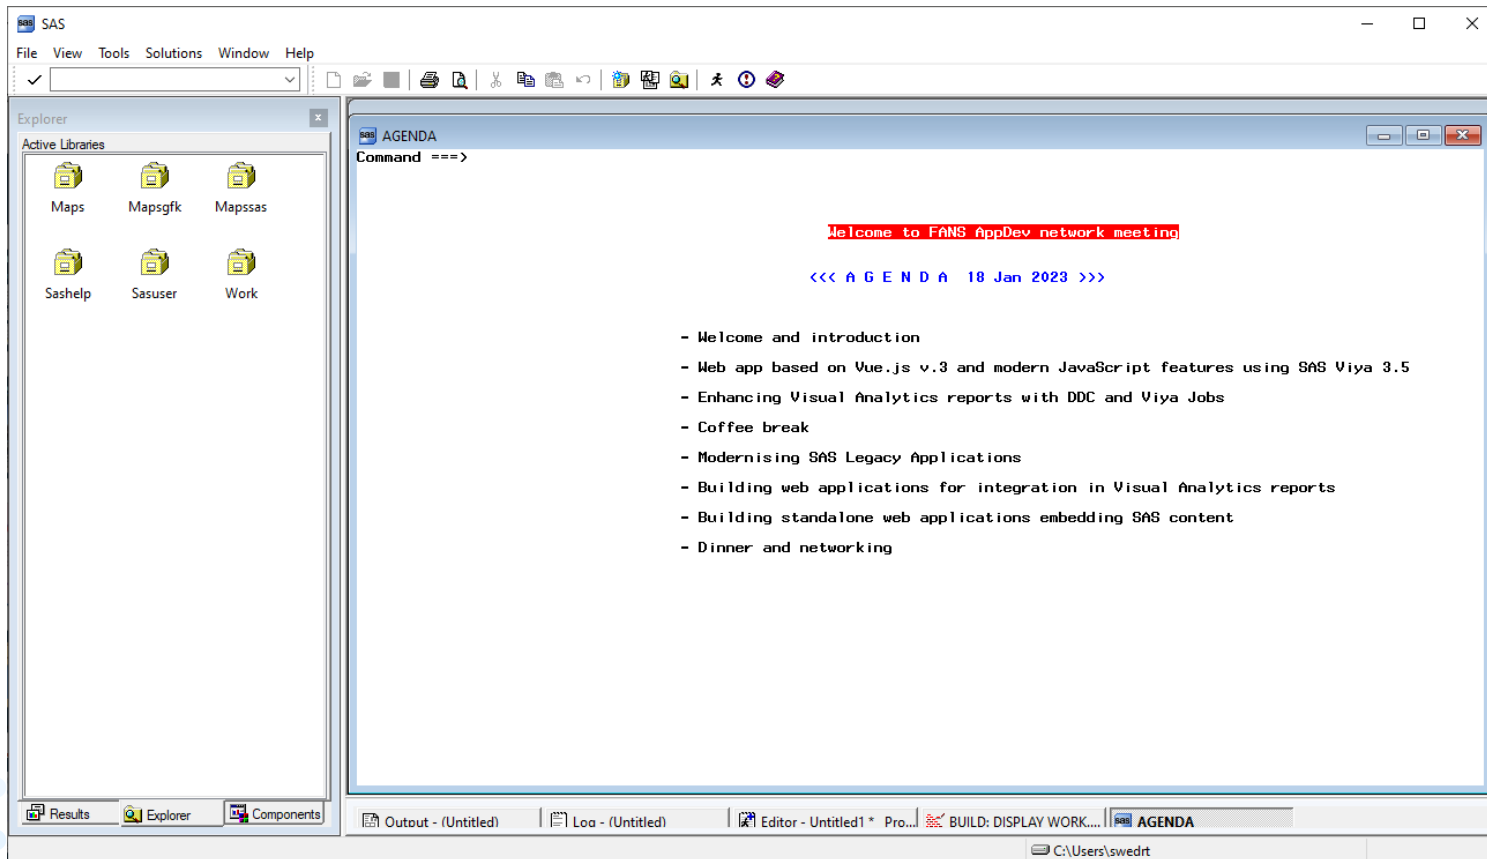 SAS
File View Tools Solutions Window Help
Explorer
Active Libraries
Maps Mapsgfk Mapssas
Sashelp Sasuser Work
Results Explorer Components
AGENDA
Command ===>
Welcome to FANS AppDev network meeting
<<< A G E N D A 18 Jan 2023 >>>
- Welcome and introduction
- Web app based on Vue.js v.3 and modern JavaScript features using SAS Viya 3.5
- Enhancing Visual Analytics reports with DDC and Viya Jobs
- Coffee break
- Modernising SAS Legacy Applications
- Building web applications for integration in Visual Analytics reports
- Building standalone web applications embedding SAS content
- Dinner and networking
Output - (Untitled) Log - (Untitled) Editor - Untitled1 * Pro... BUILD: DISPLAY WORK.... AGENDA
C:\Users\swedrt